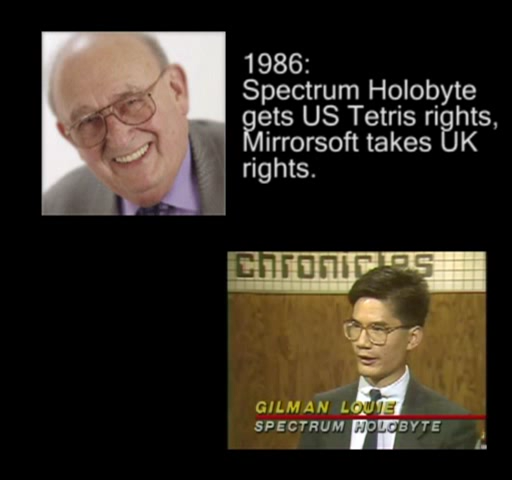 1986:
Spectrum Holobyte
gets US Tetris rights,
Mirrorsoft takes UK
rights.
chronicles
GILMAN LOUIE
SPECTRUM HOLOBYTE